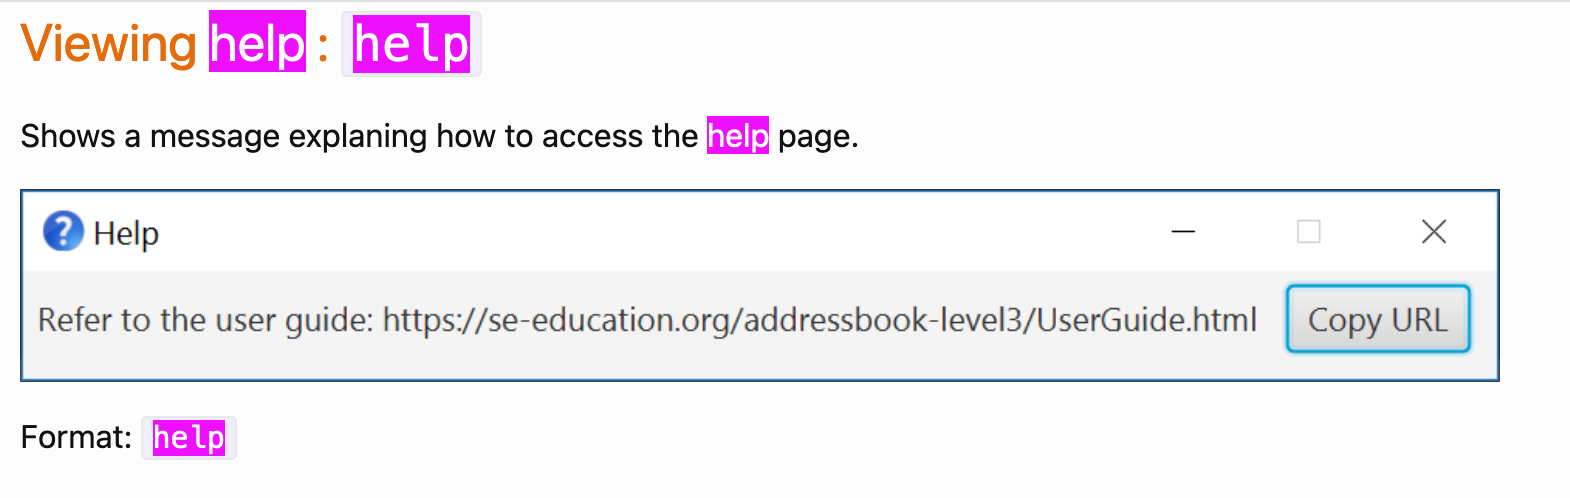 Viewing help : help
Shows a message explaning how to access the help page.
Help
Refer to the user guide: https://se-education.org/addressbook-level3/UserGuide.html Copy URL
Format: help